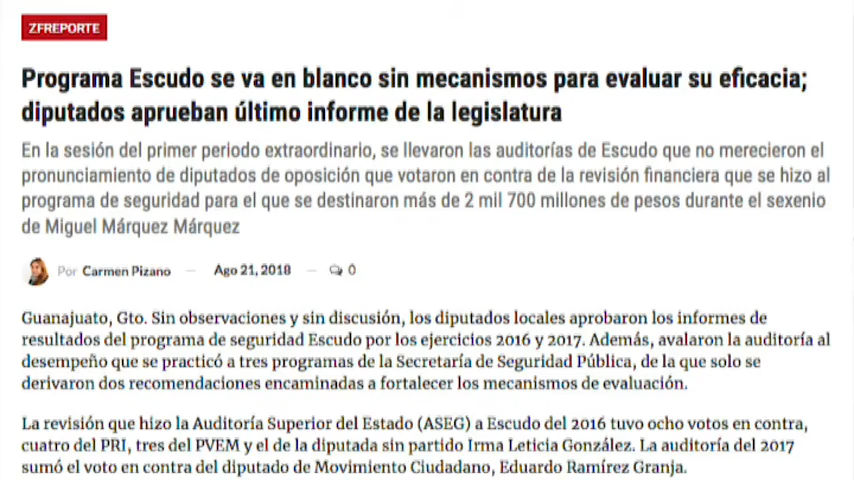 ZFREPORTE
Programa Escudo se va en blanco sin mecanismos para evaluar su eficacia;
diputados aprueban último informe de la legislatura
En la sesión del primer periodo extraordinario, se llevaron las auditorías de Escudo que no merecieron el
pronunciamiento de diputados de oposición que votaron en contra de la revisión financiera que se hizo al
programa de seguridad para el que se destinaron más de 2 mil 700 millones de pesos durante el sexenio
de Miguel Márquez Márquez
Por Carmen Pizano — Ago 21, 2018 — 0
Guanajuato, Gto. Sin observaciones y sin discusión, los diputados locales aprobaron los informes de
resultados del programa de seguridad Escudo por los ejercicios 2016 y 2017. Además, avalaron la auditoría al
desempeño que se practicó a tres programas de la Secretaría de Seguridad Pública, de la que solo se
derivaron dos recomendaciones encaminadas a fortalecer los mecanismos de evaluación.
La revisión que hizo la Auditoría Superior del Estado (ASEG) a Escudo del 2016 tuvo ocho votos en contra,
cuatro del PRI, tres del PVEM y el de la diputada sin partido Irma Leticia González. La auditoría del 2017
sumó el voto en contra del diputado de Movimiento Ciudadano, Eduardo Ramírez Granja.